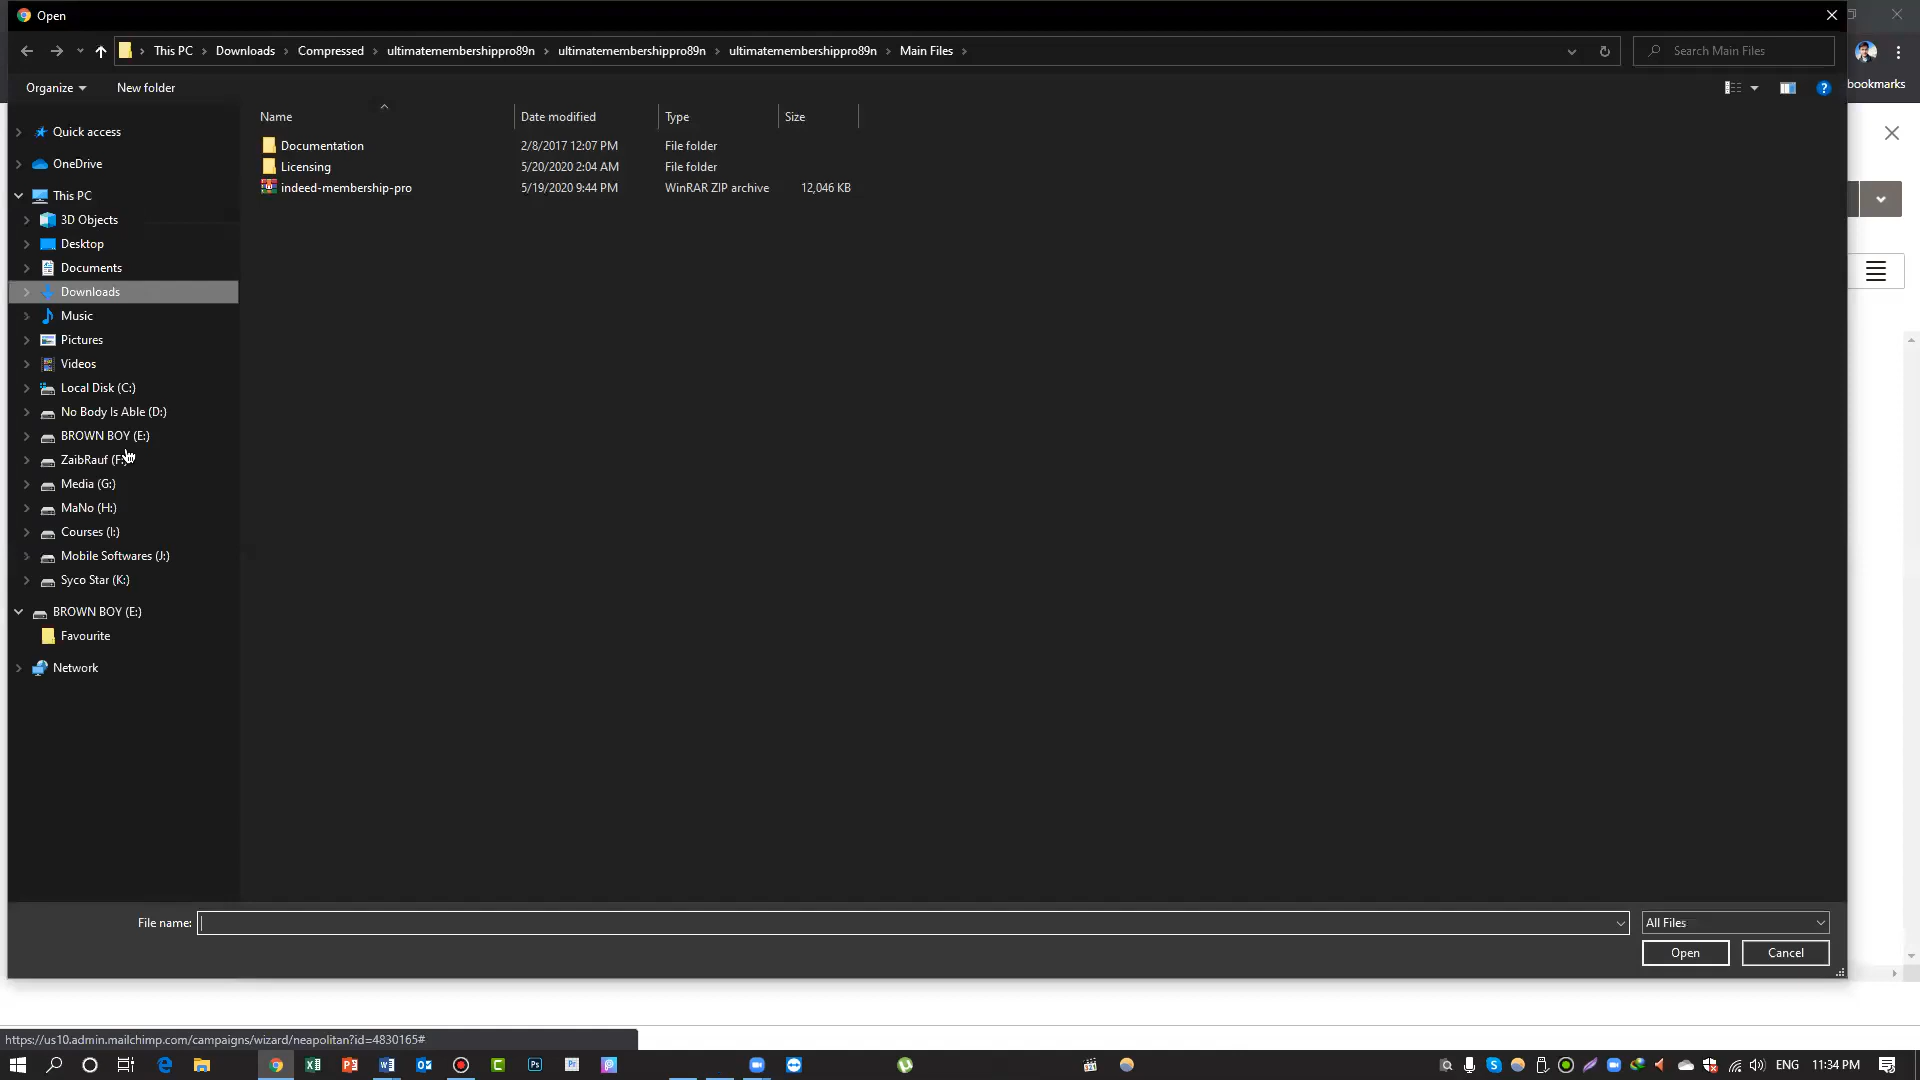 Open
This PC > Downloads > Compressed > ultimatemembershippro89n > ultimatemembershippro89n > ultimatemembershippro89n > Main Files >
Search Main Files
bookmarks
Organize
New folder
Name
Date modified
Type
Size
Documentation 2/8/2017 12:07 PM File folder
Licensing 5/20/2020 2:04 AM File folder
indeed-membership-pro 5/19/2020 9:44 PM WinRAR ZIP archive 12,046 KB
Quick access
OneDrive
This PC
3D Objects
Desktop
Documents
Downloads
Music
Pictures
Videos
Local Disk (C:)
No Body Is Able (D:)
BROWN BOY (E:)
ZaibRauf (F:)
Media (G:)
MaNo (H:)
Courses (I:)
Mobile Softwares (J:)
Syco Star (K:)
BROWN BOY (E:)
Favourite
Network
File name:
All Files
Open
Cancel
https://us10.admin.mailchimp.com/campaigns/wizard/neapolitan?id=4830165#
ENG
11:34 PM